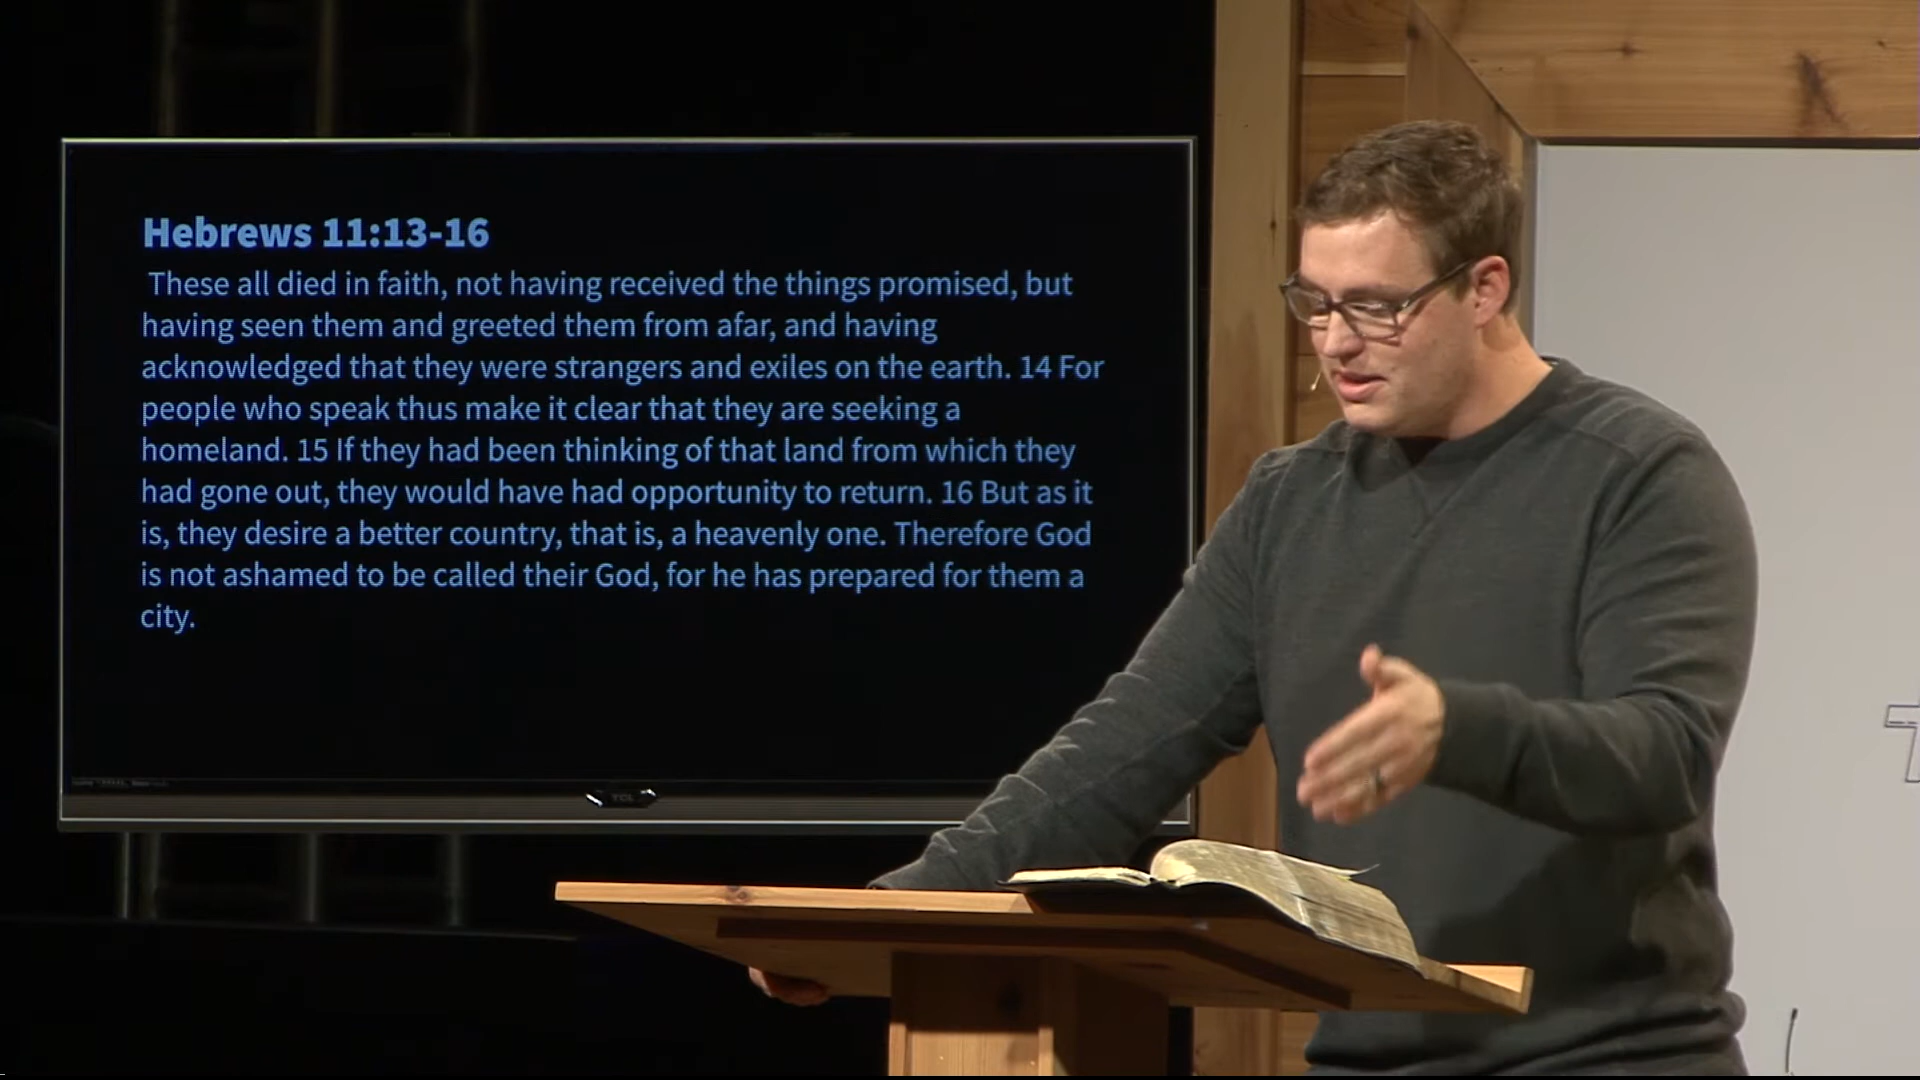 Hebrews 11:13-16
These all died in faith, not having received the things promised, but
having seen them and greeted them from afar, and having
acknowledged that they were strangers and exiles on the earth. 14 For
people who speak thus make it clear that they are seeking a
homeland. 15 If they had been thinking of that land from which they
had gone out, they would have had opportunity to return. 16 But as it
is, they desire a better country, that is, a heavenly one. Therefore God
is not ashamed to be called their God, for he has prepared for them a
city.
TCL